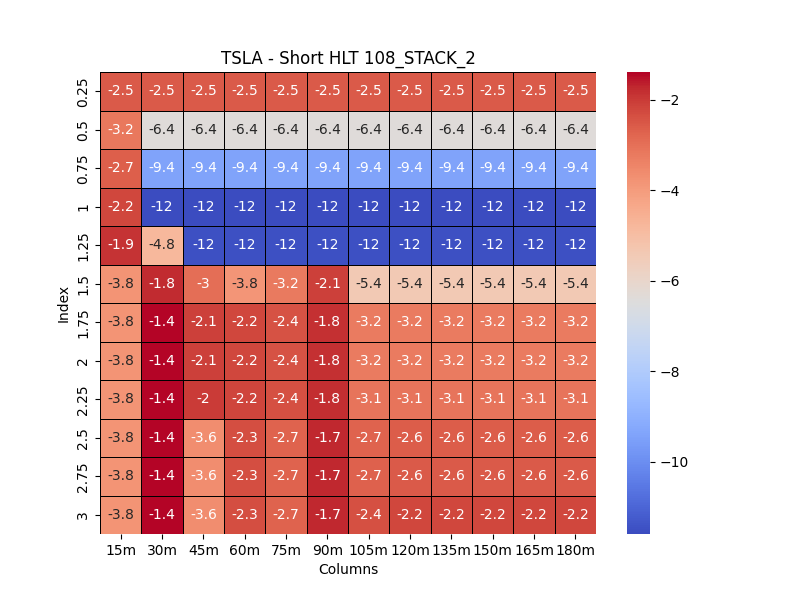 TSLA - Short HLT 108_STACK_2
0.25 -2.5 -2.5 -2.5 -2.5 -2.5 -2.5 -2.5 -2.5 -2.5 -2.5 -2.5 -2.5
0.5 -3.2 -6.4 -6.4 -6.4 -6.4 -6.4 -6.4 -6.4 -6.4 -6.4 -6.4 -6.4
0.75 -2.7 -9.4 -9.4 -9.4 -9.4 -9.4 -9.4 -9.4 -9.4 -9.4 -9.4 -9.4
1 -2.2 -12 -12 -12 -12 -12 -12 -12 -12 -12 -12 -12
1.25 -1.9 -4.8 -12 -12 -12 -12 -12 -12 -12 -12 -12 -12
1.5 -3.8 -1.8 -3 -3.8 -3.2 -2.1 -5.4 -5.4 -5.4 -5.4 -5.4 -5.4
1.75 -3.8 -1.4 -2.1 -2.2 -2.4 -1.8 -3.2 -3.2 -3.2 -3.2 -3.2 -3.2
2 -3.8 -1.4 -2.1 -2.2 -2.4 -1.8 -3.2 -3.2 -3.2 -3.2 -3.2 -3.2
2.25 -3.8 -1.4 -2 -2.2 -2.4 -1.8 -3.1 -3.1 -3.1 -3.1 -3.1 -3.1
2.5 -3.8 -1.4 -3.6 -2.3 -2.7 -1.7 -2.7 -2.6 -2.6 -2.6 -2.6 -2.6
2.75 -3.8 -1.4 -3.6 -2.3 -2.7 -1.7 -2.7 -2.6 -2.6 -2.6 -2.6 -2.6
3 -3.8 -1.4 -3.6 -2.3 -2.7 -1.7 -2.4 -2.2 -2.2 -2.2 -2.2 -2.2
15m 30m 45m 60m 75m 90m 105m 120m 135m 150m 165m 180m
Columns
Index
−2
−4
−6
−8
−10